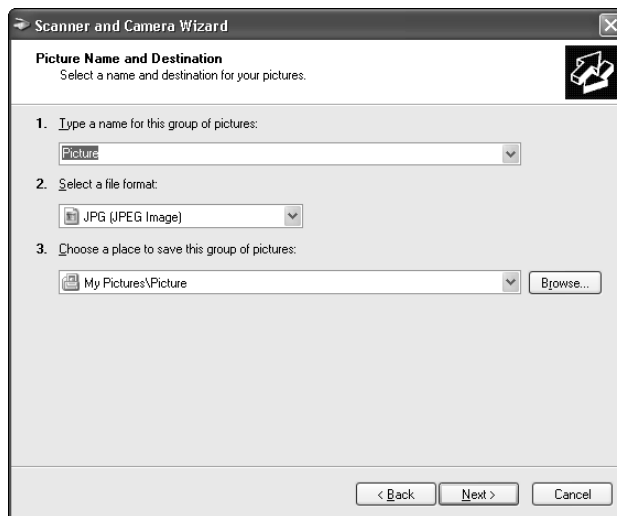 Scanner and Camera Wizard
Picture Name and Destination
Select a name and destination for your pictures.
1. Type a name for this group of pictures:
Picture
2. Select a file format:
JPG (JPEG Image)
3. Choose a place to save this group of pictures:
My Pictures\Picture
Browse...
< Back Next > Cancel